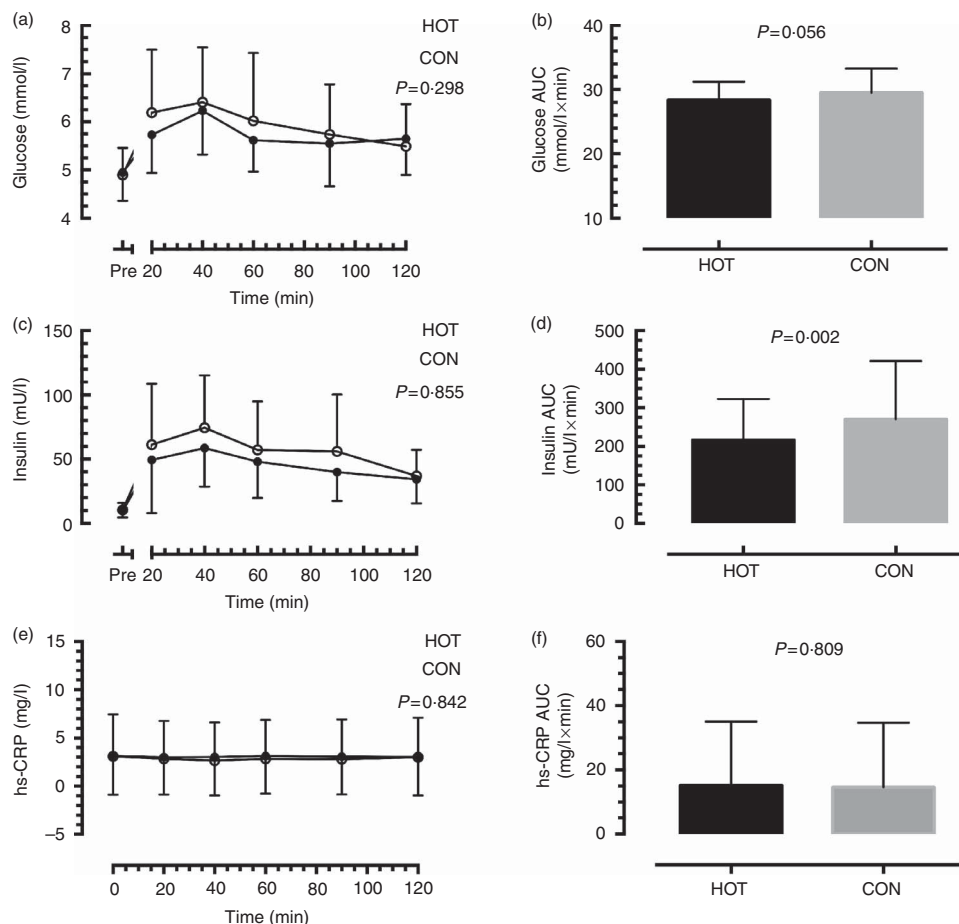 (a)
8
7
6
5
4
Glucose (mmol/l)
HOT
CON
P=0·298
Pre 20 40 60 80 100 120
Time (min)
(b)
40
30
20
10
Glucose AUC
(mmol/l×min)
P=0·056
HOT CON
(c)
150
100
50
0
Insulin (mU/l)
HOT
CON
P=0·855
Pre 20 40 60 80 100 120
Time (min)
(d)
500
400
300
200
100
0
Insulin AUC
(mU/l×min)
P=0·002
HOT CON
(e)
15
10
5
0
–5
hs-CRP (mg/l)
HOT
CON
P=0·842
0 20 40 60 80 100 120
Time (min)
(f)
60
40
20
0
hs-CRP AUC
(mg/l×min)
P=0·809
HOT CON